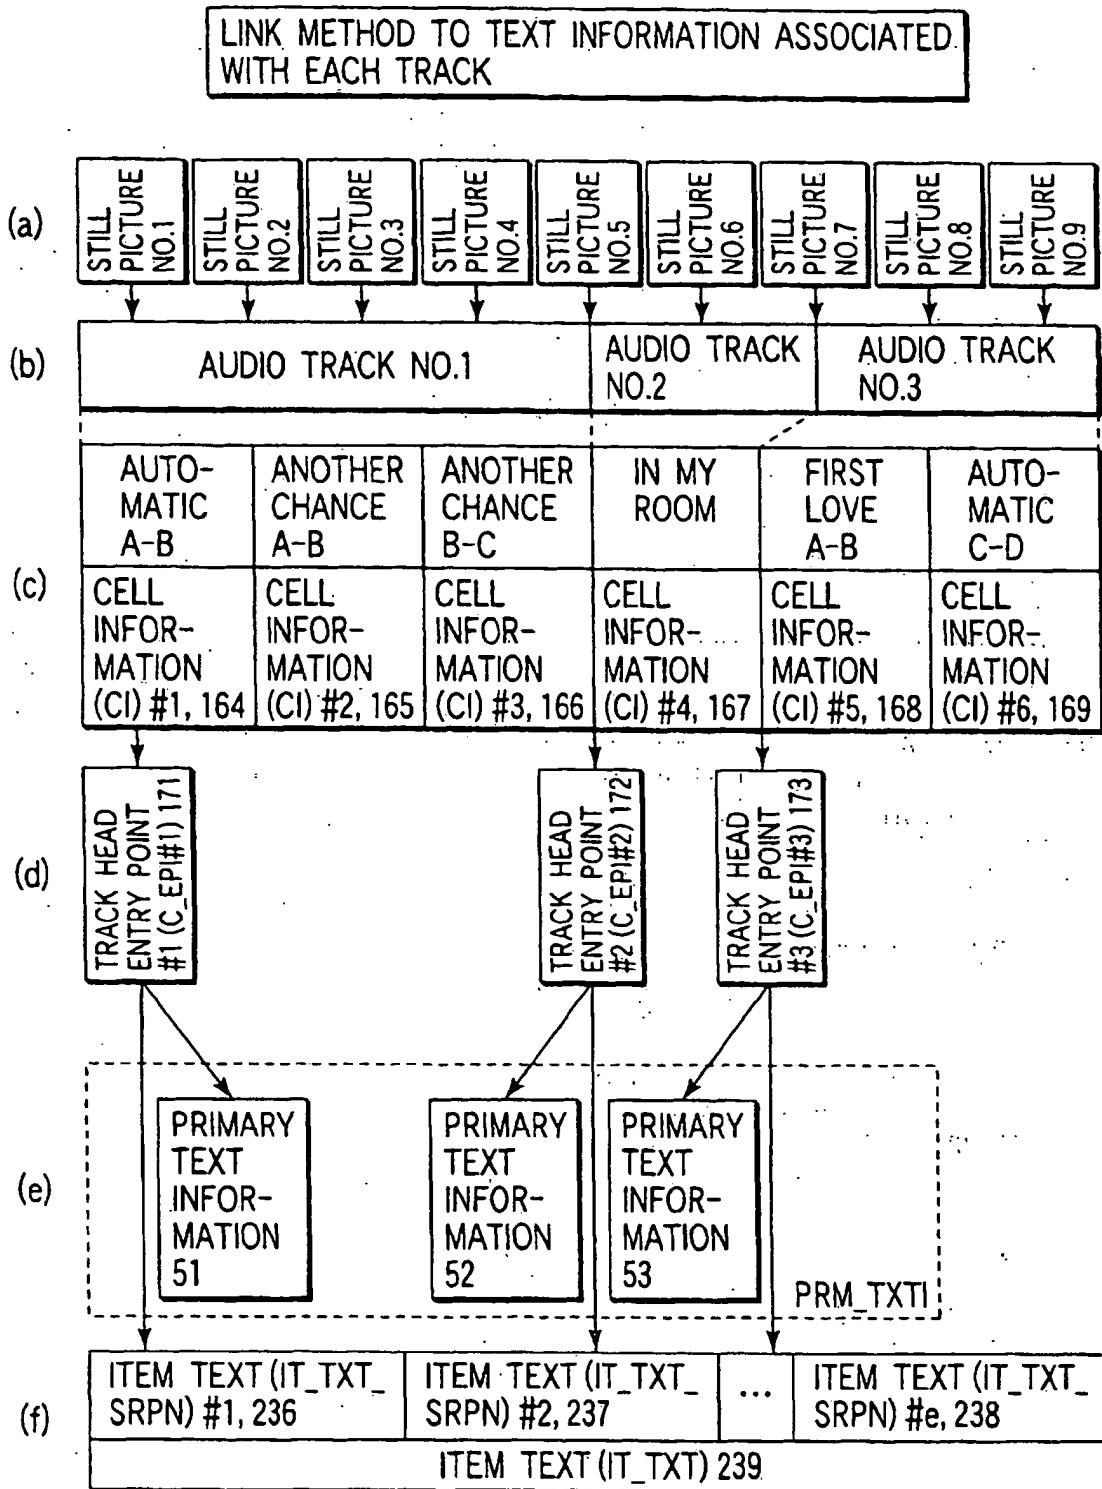 LINK METHOD TO TEXT INFORMATION ASSOCIATED
WITH EACH TRACK
(a)
STILL
PICTURE
NO.1
STILL
PICTURE
NO.2
STILL
PICTURE
NO.3
STILL
PICTURE
NO.4
STILL
PICTURE
NO.5
STILL
PICTURE
NO.6
STILL
PICTURE
NO.7
STILL
PICTURE
NO.8
STILL
PICTURE
NO.9
(b)
AUDIO TRACK NO.1
AUDIO TRACK
NO.2
AUDIO TRACK
NO.3
(c)
AUTO-
MATIC
A-B
ANOTHER
CHANCE
A-B
ANOTHER
CHANCE
B-C
IN MY
ROOM
FIRST
LOVE
A-B
AUTO-
MATIC
C-D
CELL
INFOR-
MATION
(CI) #1, 164
CELL
INFOR-
MATION
(CI) #2, 165
CELL
INFOR-
MATION
(CI) #3, 166
CELL
INFOR-
MATION
(CI) #4, 167
CELL
INFOR-
MATION
(CI) #5, 168
CELL
INFOR-
MATION
(CI) #6, 169
(d)
TRACK HEAD
ENTRY POINT
#1 (C_EPI#1) 171
TRACK HEAD
ENTRY POINT
#2 (C_EPI#2) 172
TRACK HEAD
ENTRY POINT
#3 (C_EPI#3) 173
(e)
PRIMARY
TEXT
INFOR-
MATION
51
PRIMARY
TEXT
INFOR-
MATION
52
PRIMARY
TEXT
INFOR-
MATION
53
PRM_TXTI
(f)
ITEM TEXT (IT_TXT_
SRPN) #1, 236
ITEM TEXT (IT_TXT_
SRPN) #2, 237
...
ITEM TEXT (IT_TXT_
SRPN) #e, 238
ITEM TEXT (IT_TXT) 239